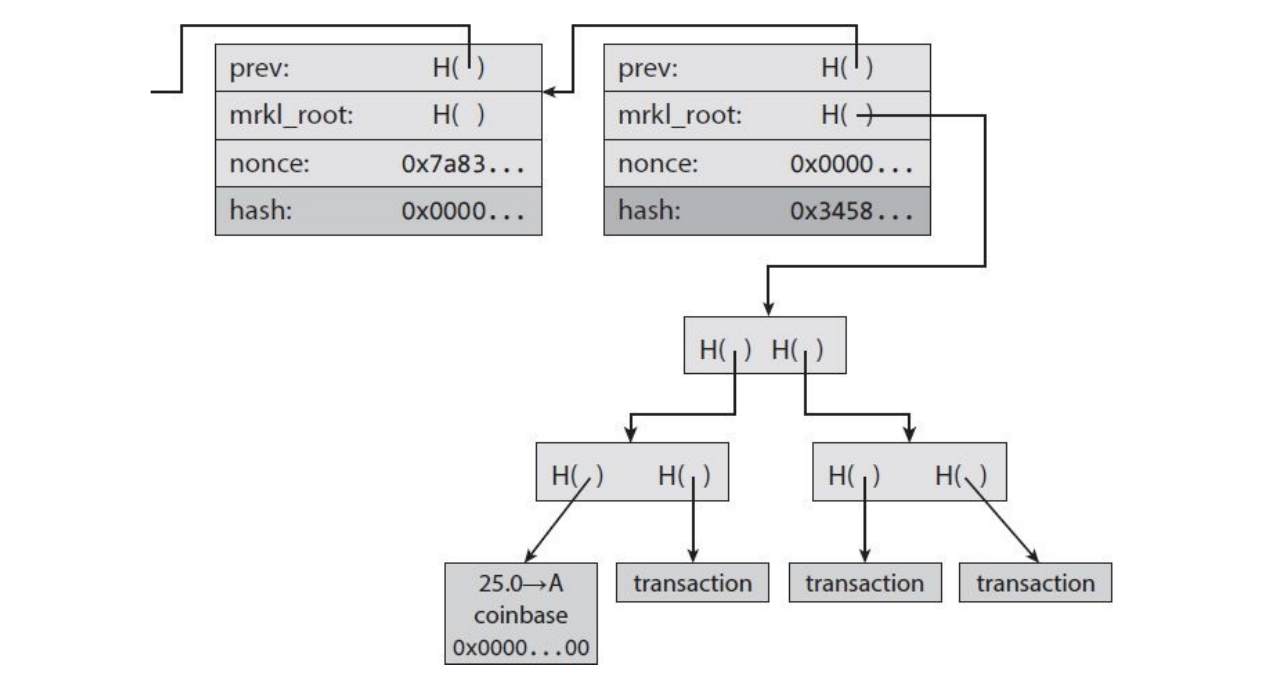 prev: H( )
mrkl_root: H( )
nonce: 0x7a83...
hash: 0x0000...
prev: H( )
mrkl_root: H( )
nonce: 0x0000...
hash: 0x3458...
H( ) H( )
H( ) H( )
H( ) H( )
25.0→A
coinbase
0x0000...00
transaction
transaction
transaction